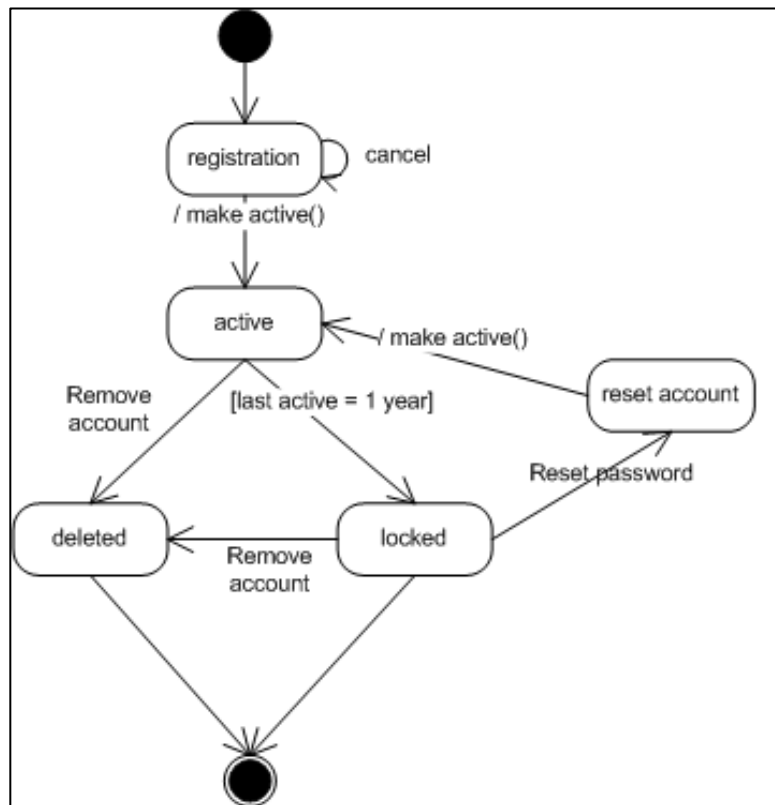 registration
cancel
/ make active()
active
/ make active()
reset account
Remove
account
[last active = 1 year]
Reset password
deleted
locked
Remove
account